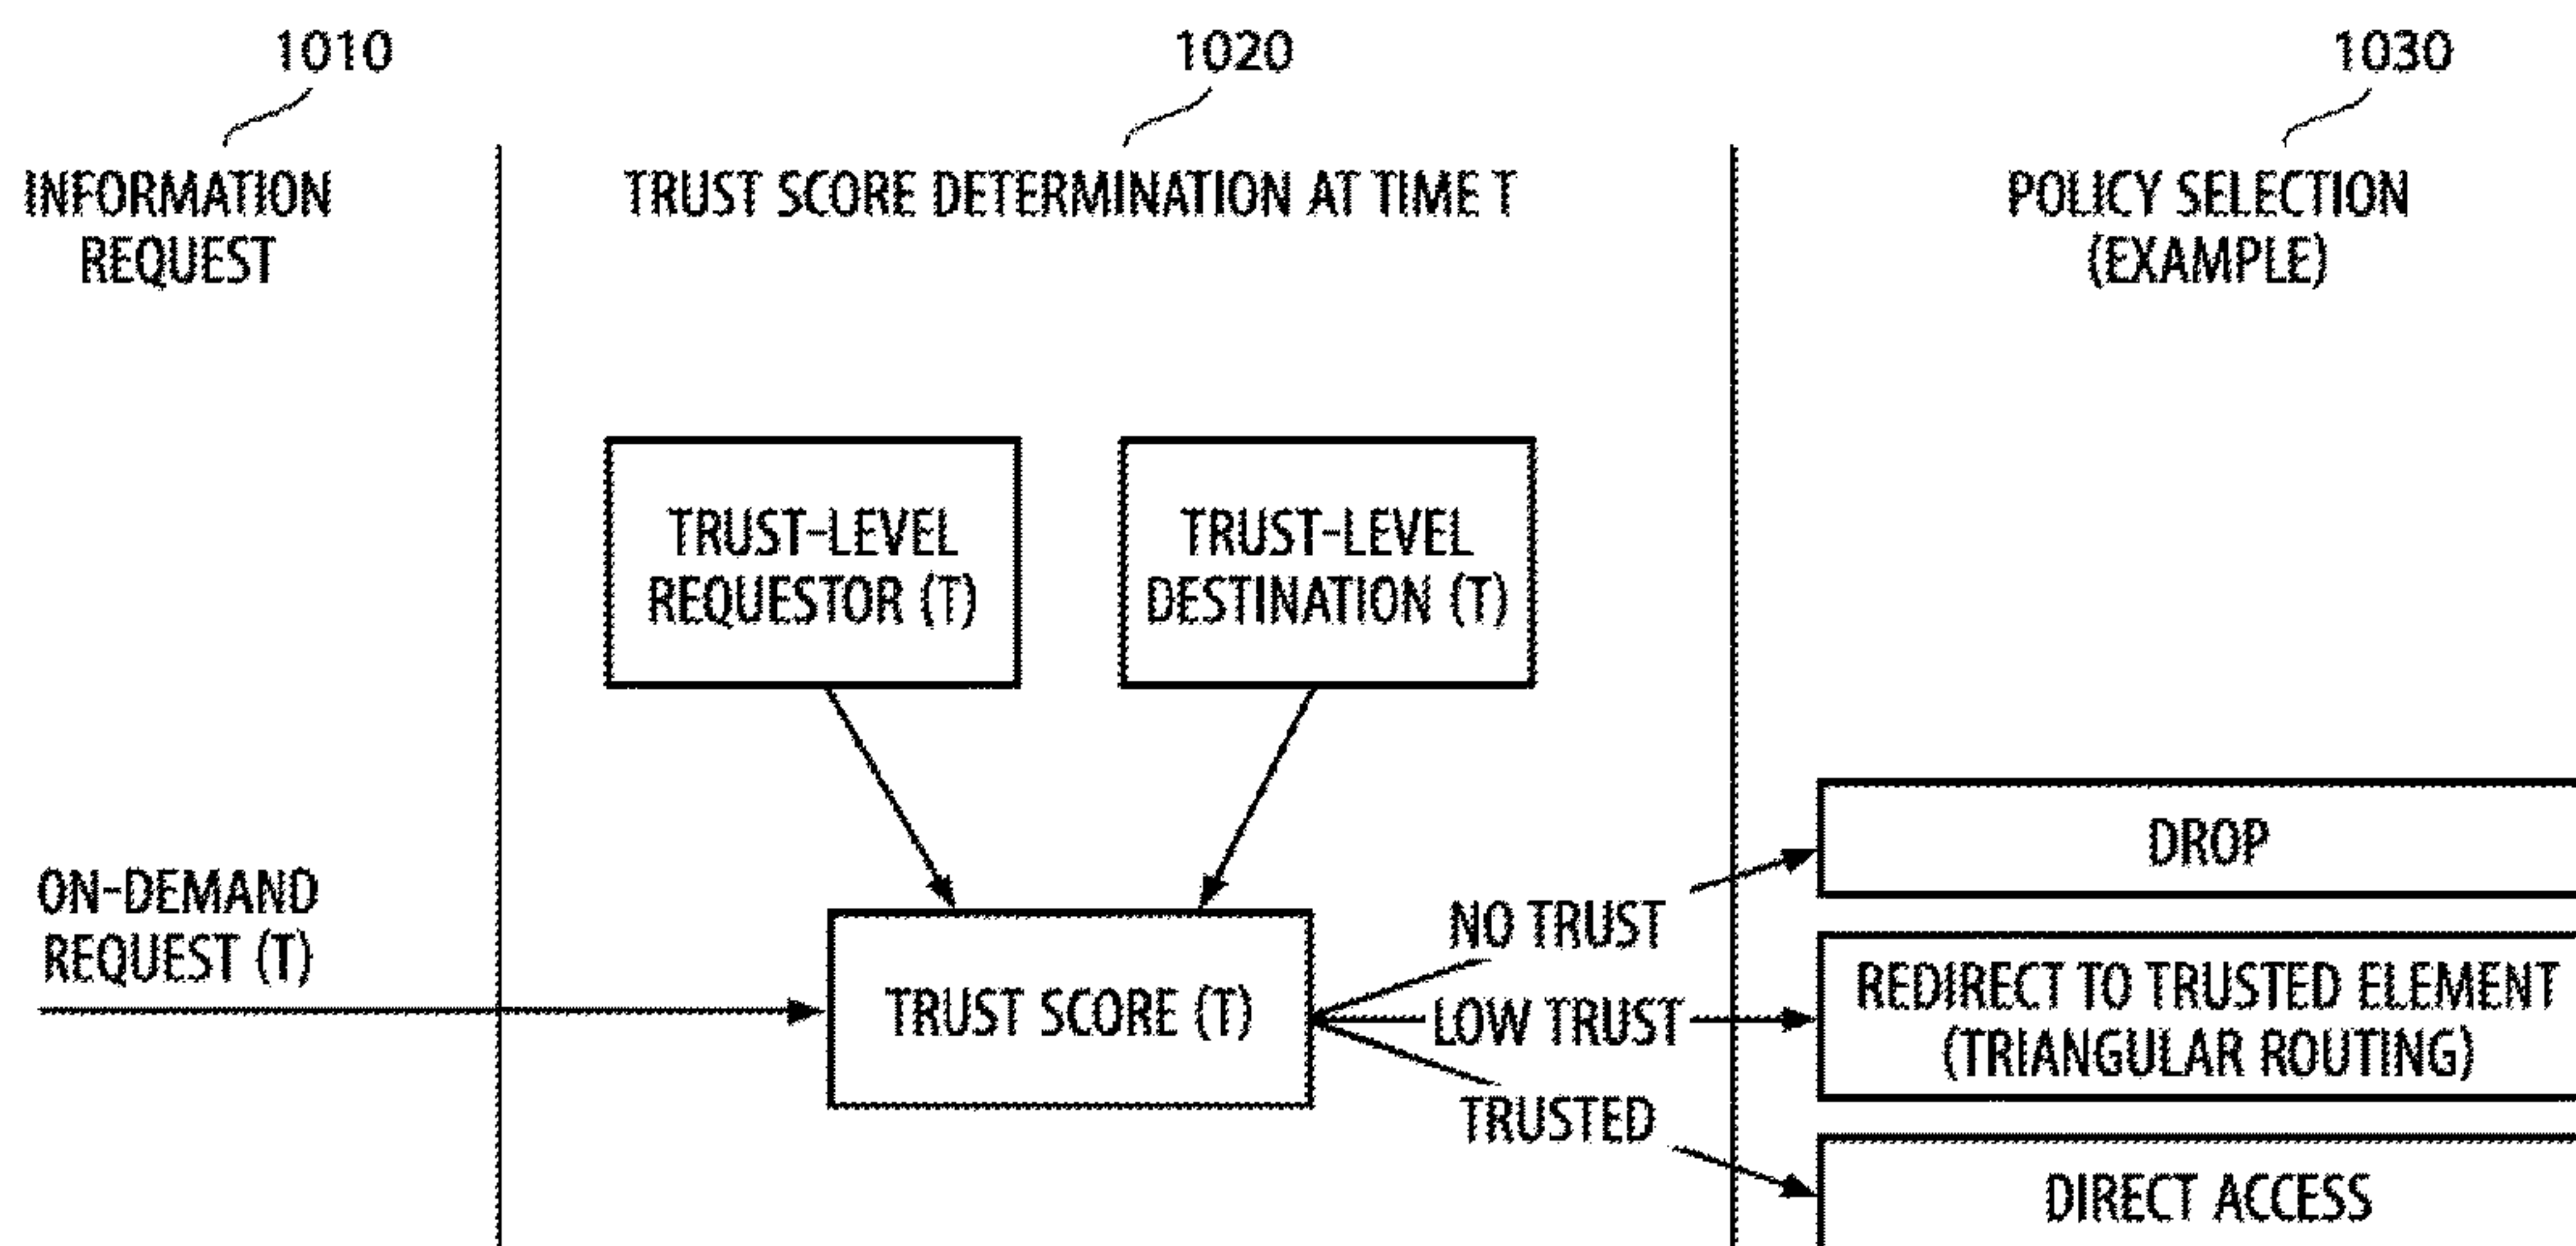 1010
1020
1030
INFORMATION
REQUEST
TRUST SCORE DETERMINATION AT TIME T
POLICY SELECTION
(EXAMPLE)
TRUST-LEVEL
REQUESTOR (T)
TRUST-LEVEL
DESTINATION (T)
ON-DEMAND
REQUEST (T)
TRUST SCORE (T)
NO TRUST
LOW TRUST
TRUSTED
DROP
REDIRECT TO TRUSTED ELEMENT
(TRIANGULAR ROUTING)
DIRECT ACCESS